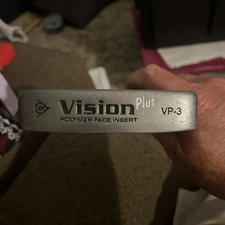 Vision Plus VP-3
POLYMER FACE INSERT